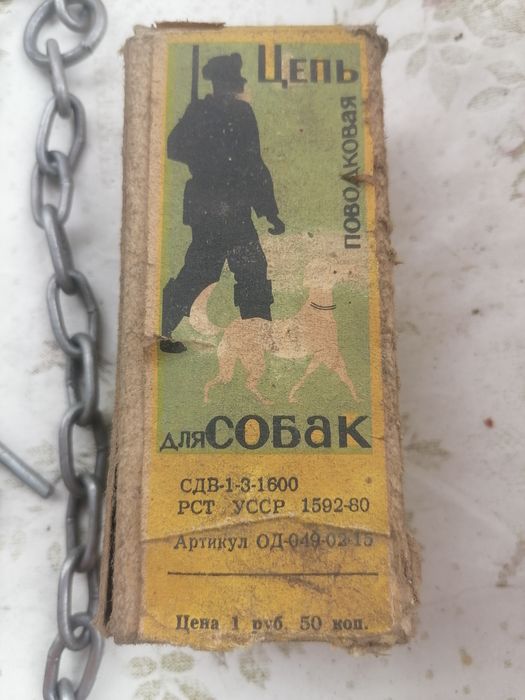 Цепь
поводковая
для собак
СДВ-1-3-1600
РСТ УССР 1592-80
Артикул ОД-049-02-15
Цена 1 руб. 50 коп.